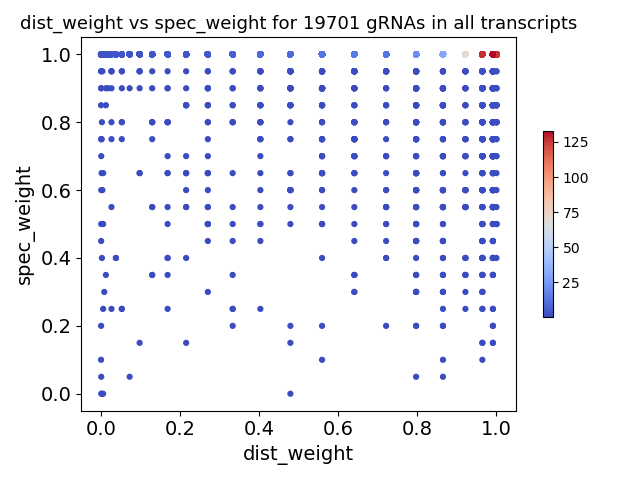 dist_weight vs spec_weight for 19701 gRNAs in all transcripts
1.0
0.8
0.6
0.4
0.2
0.0
spec_weight
0.0 0.2 0.4 0.6 0.8 1.0
dist_weight
125
100
75
50
25